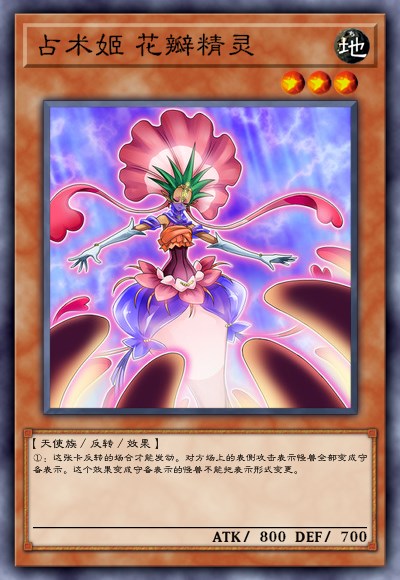 占术姬 花瓣精灵
地
【天使族／反转／效果】
①：这张卡反转的场合才能发动。对方场上的表侧攻击表示怪兽全部变成守
备表示。这个效果变成守备表示的怪兽不能把表示形式变更。
ATK/ 800 DEF/ 700